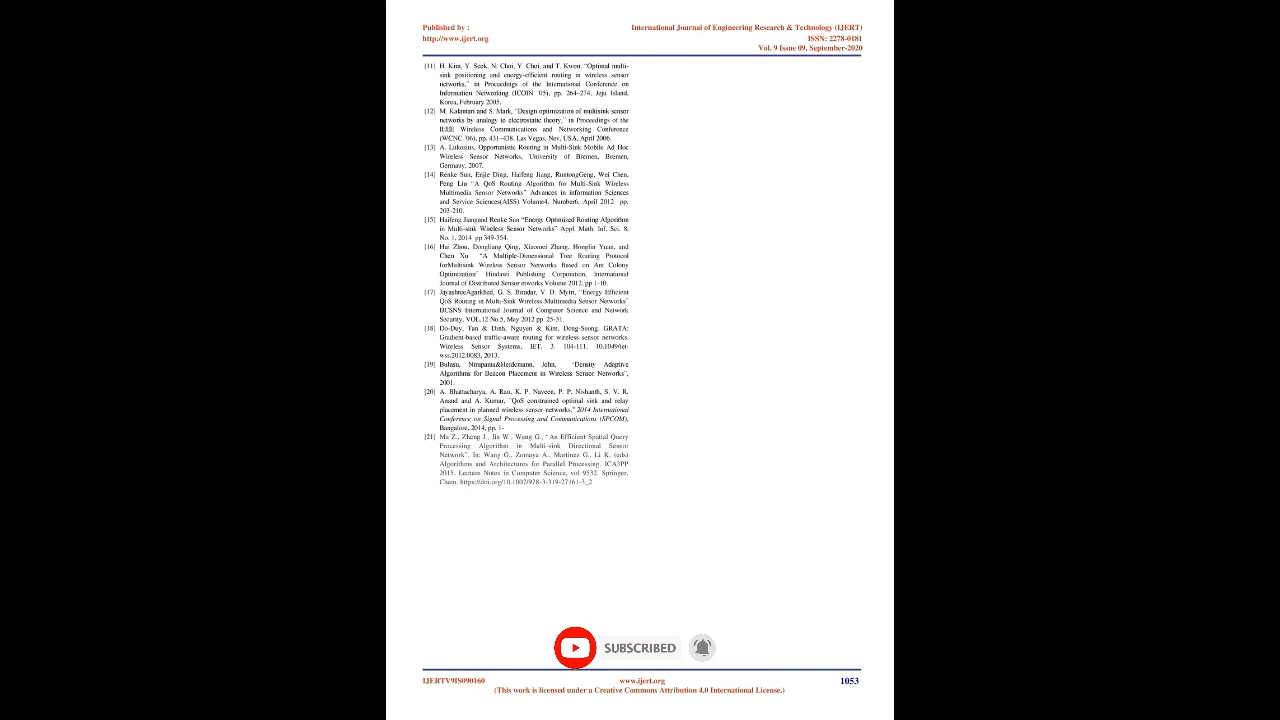 Published by :
http://www.ijert.org
International Journal of Engineering Research & Technology (IJERT)
ISSN: 2278-0181
Vol. 9 Issue 09, September-2020
[11] H. Kim, Y. Seok, N. Choi, Y. Choi, and T. Kwon, “Optimal multi-
sink positioning and energy-efficient routing in wireless sensor
networks,” in Proceedings of the International Conference on
Information Networking (ICOIN ’05), pp. 264–274, Jeju Island,
Korea, February 2005.
[12] M. Kalantari and S. Mark, “Design optimization of multisink sensor
networks by analogy to electrostatic theory,” in Proceedings of the
IEEE Wireless Communications and Networking Conference
(WCNC ’06), pp. 431–438, Las Vegas, Nev, USA, April 2006.
[13] A. Lukosius, Opportunistic Routing in Multi-Sink Mobile Ad Hoc
Wireless Sensor Networks, University of Bremen, Bremen,
Germany, 2007.
[14] Renke Sun, Enjie Ding, Haifeng Jiang, RuntongGeng, Wei Chen,
Peng Liu “A QoS Routing Algorithm for Multi-Sink Wireless
Multimedia Sensor Networks” Advances in information Sciences
and Service Sciences(AISS) Volume4, Number6, April 2012 pp.
203-210.
[15] Haifeng Jiangand Renke Sun “Energy Optimized Routing Algorithm
in Multi-sink Wireless Sensor Networks” Appl. Math. Inf. Sci. 8,
No. 1, 2014 pp 349-354.
[16] Hui Zhou, Dongliang Qing, Xiaomei Zhang, Honglin Yuan, and
Chen Xu “A Multiple-Dimensional Tree Routing Protocol
forMultisink Wireless Sensor Networks Based on Ant Colony
Optimization” Hindawi Publishing Corporation, International
Journal of Distributed Sensor etworks Volume 2012, pp 1-10.
[17] JayashreeAgarkhed, G. S. Biradar, V. D. Mytri, “Energy Efficient
QoS Routing in Multi-Sink Wireless Multimedia Sensor Networks”
IJCSNS International Journal of Computer Science and Network
Security, VOL.12 No.5, May 2012 pp 25-31.
[18] Do-Duy, Tan & Dinh, Nguyen & Kim, Dong-Seong. GRATA:
Gradient-based traffic-aware routing for wireless sensor networks.
Wireless Sensor Systems, IET. 3. 104-111. 10.1049/iet-
wss.2012.0083, 2013.
[19] Bulusu, Nirupama&Heidemann, John, “Density Adaptive
Algorithms for Beacon Placement in Wireless Sensor Networks”,
2001.
[20] A. Bhattacharya, A. Rao, K. P. Naveen, P. P. Nishanth, S. V. R.
Anand and A. Kumar, "QoS constrained optimal sink and relay
placement in planned wireless sensor networks," 2014 International
Conference on Signal Processing and Communications (SPCOM),
Bangalore, 2014, pp. 1-
[21] Ma Z., Zheng J., Jia W., Wang G., “An Efficient Spatial Query
Processing Algorithm in Multi-sink Directional Sensor
Network”. In: Wang G., Zomaya A., Martinez G., Li K. (eds)
Algorithms and Architectures for Parallel Processing. ICA3PP
2015. Lecture Notes in Computer Science, vol 9532. Springer,
Cham. https://doi.org/10.1007/978-3-319-27161-3_2
SUBSCRIBED
IJERTV9IS090160
www.ijert.org
1053
(This work is licensed under a Creative Commons Attribution 4.0 International License.)